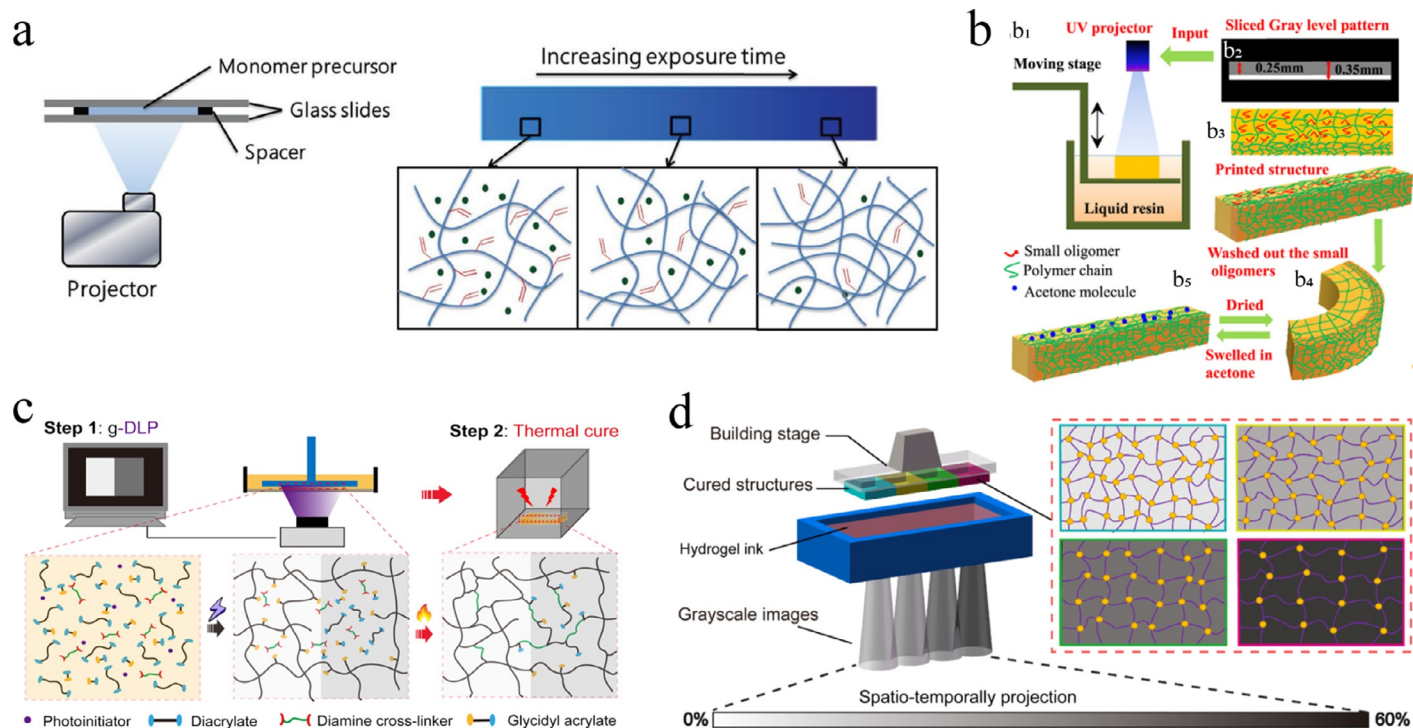 a
Monomer precursor
Glass slides
Spacer
Projector
Increasing exposure time
b
b1
UV projector
Input
Sliced Gray level pattern
Moving stage
b2
0.25mm
0.35mm
b3
Printed structure
Liquid resin
Small oligomer
Polymer chain
Acetone molecule
Washed out the small
oligomers
b4
b5
Dried
Swelled in
acetone
c
Step 1: g-DLP
Step 2: Thermal cure
Photoinitiator
Diacrylate
Diamine cross-linker
Glycidyl acrylate
d
Building stage
Cured structures
Hydrogel ink
Grayscale images
Spatio-temporally projection
0%
60%